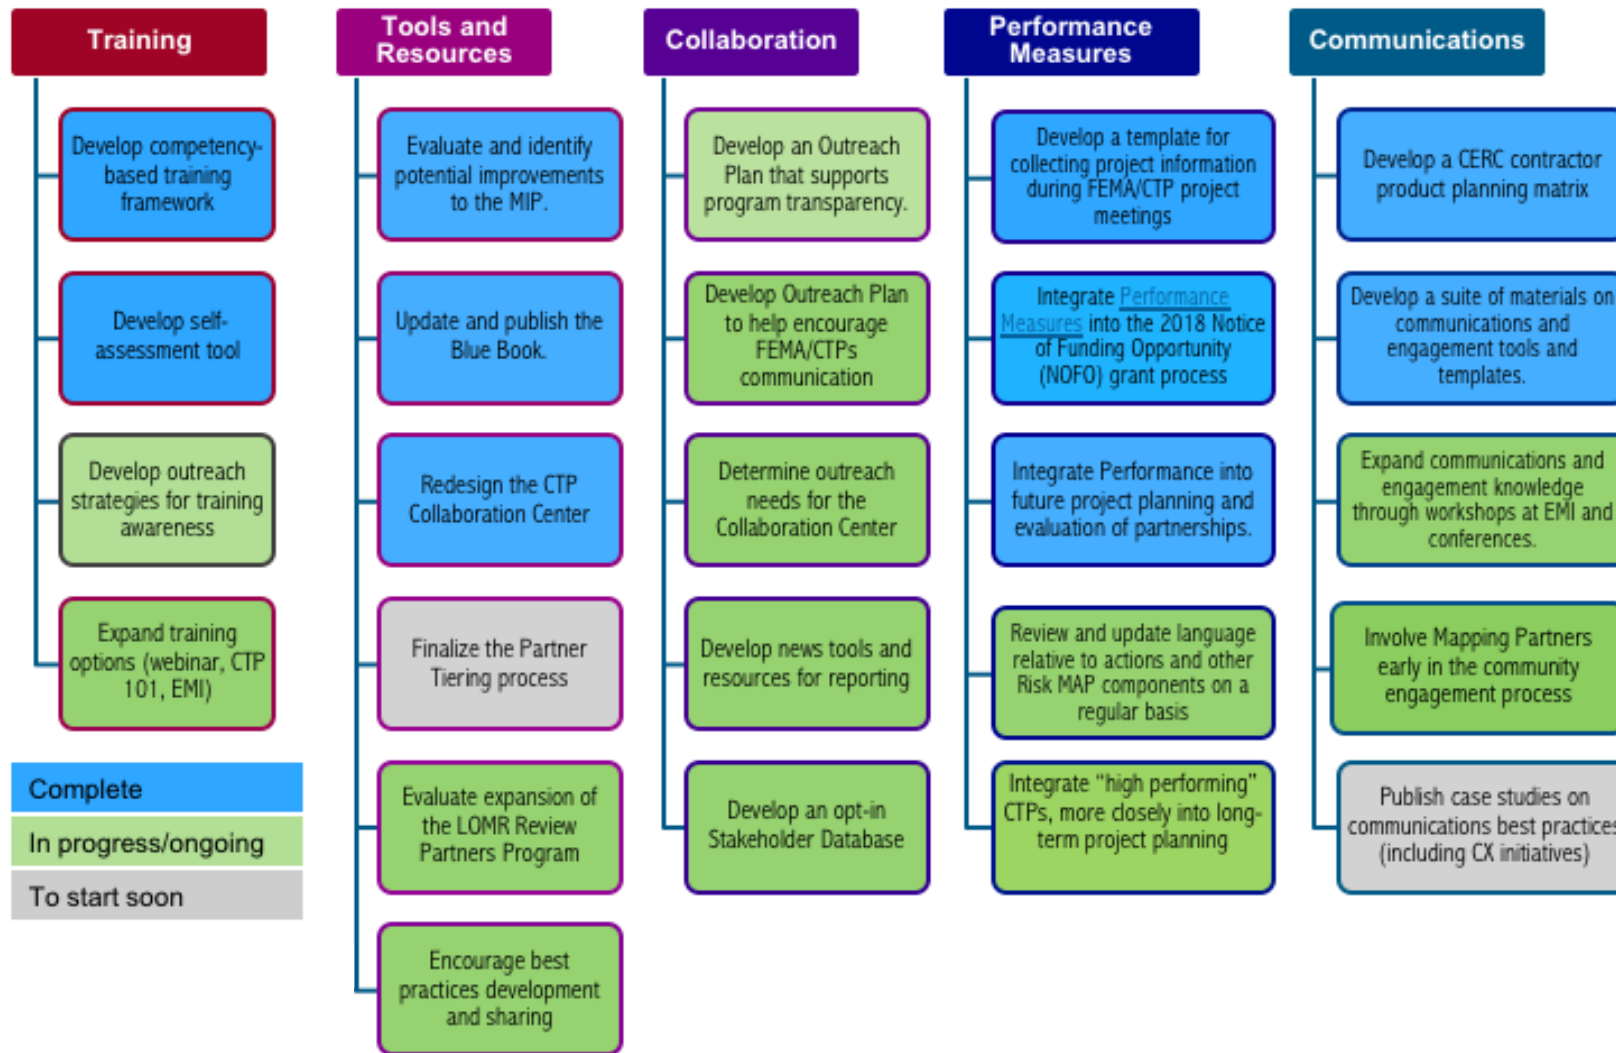 Training
Develop competency-
based training
framework
Develop self-
assessment tool
Develop outreach
strategies for training
awareness
Expand training
options (webinar, CTP
101, EMI)
Complete
In progress/ongoing
To start soon
Tools and
Resources
Evaluate and identify
potential improvements
to the MIP.
Update and publish the
Blue Book.
Redesign the CTP
Collaboration Center
Finalize the Partner
Tiering process
Evaluate expansion of
the LOMR Review
Partners Program
Encourage best
practices development
and sharing
Collaboration
Develop an Outreach
Plan that supports
program transparency.
Develop Outreach Plan
to help encourage
FEMA/CTPs
communication
Determine outreach
needs for the
Collaboration Center
Develop news tools and
resources for reporting
Develop an opt-in
Stakeholder Database
Performance
Measures
Develop a template for
collecting project information
during FEMA/CTP project
meetings
Integrate Performance
Measures into the 2018 Notice
of Funding Opportunity
(NOFO) grant process
Integrate Performance into
future project planning and
evaluation of partnerships.
Review and update language
relative to actions and other
Risk MAP components on a
regular basis
Integrate “high performing”
CTPs, more closely into long-
term project planning
Communications
Develop a CERC contractor
product planning matrix
Develop a suite of materials on
communications and
engagement tools and
templates.
Expand communications and
engagement knowledge
through workshops at EMI and
conferences.
Involve Mapping Partners
early in the community
engagement process
Publish case studies on
communications best practices
(including CX initiatives)